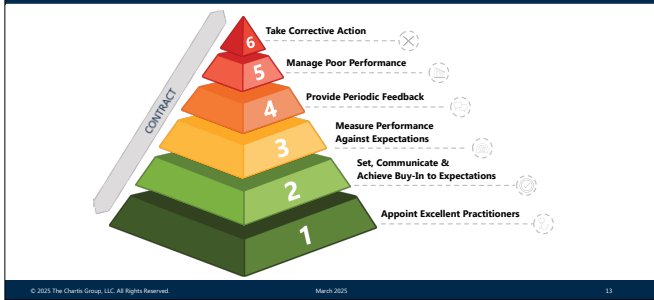 6
Take Corrective Action
5
Manage Poor Performance
4
Provide Periodic Feedback
CONTRACT
3
Measure Performance
Against Expectations
2
Set, Communicate &
Achieve Buy-In to Expectations
1
Appoint Excellent Practitioners
© 2025 The Chartis Group, LLC. All Rights Reserved.
March 2025
13